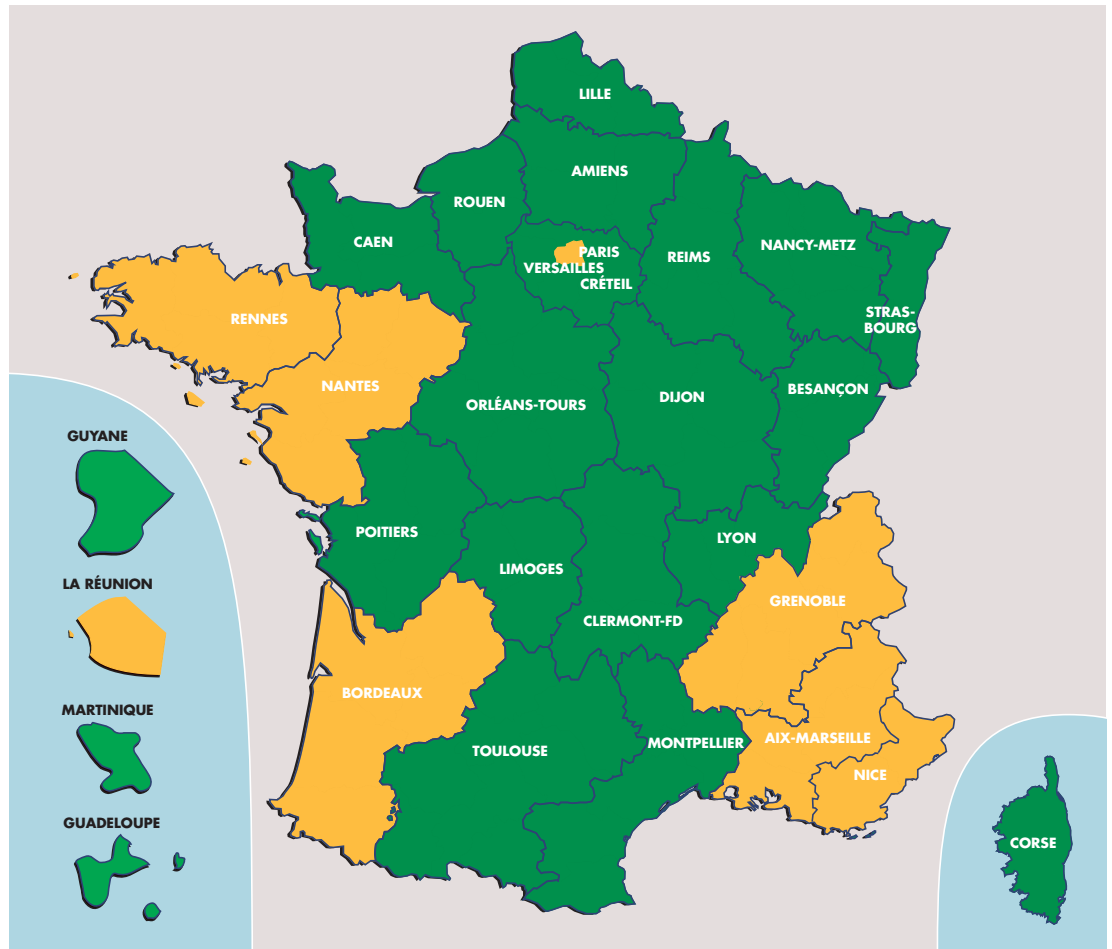 LILLE
AMIENS
ROUEN
CAEN
PARIS
VERSAILLES
CRÉTEIL
REIMS
NANCY-METZ
STRAS-
BOURG
RENNES
NANTES
ORLÉANS-TOURS
DIJON
BESANÇON
POITIERS
LIMOGES
CLERMONT-FD
LYON
GRENOBLE
BORDEAUX
TOULOUSE
MONTPELLIER
AIX-MARSEILLE
NICE
CORSE
GUYANE
LA RÉUNION
MARTINIQUE
GUADELOUPE